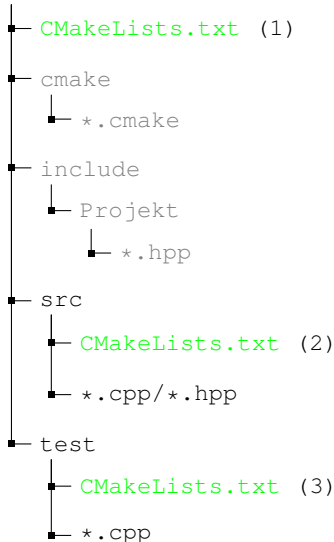 CMakeLists.txt (1)
cmake
*.cmake
include
Projekt
*.hpp
src
CMakeLists.txt (2)
*.cpp/*.hpp
test
CMakeLists.txt (3)
*.cpp